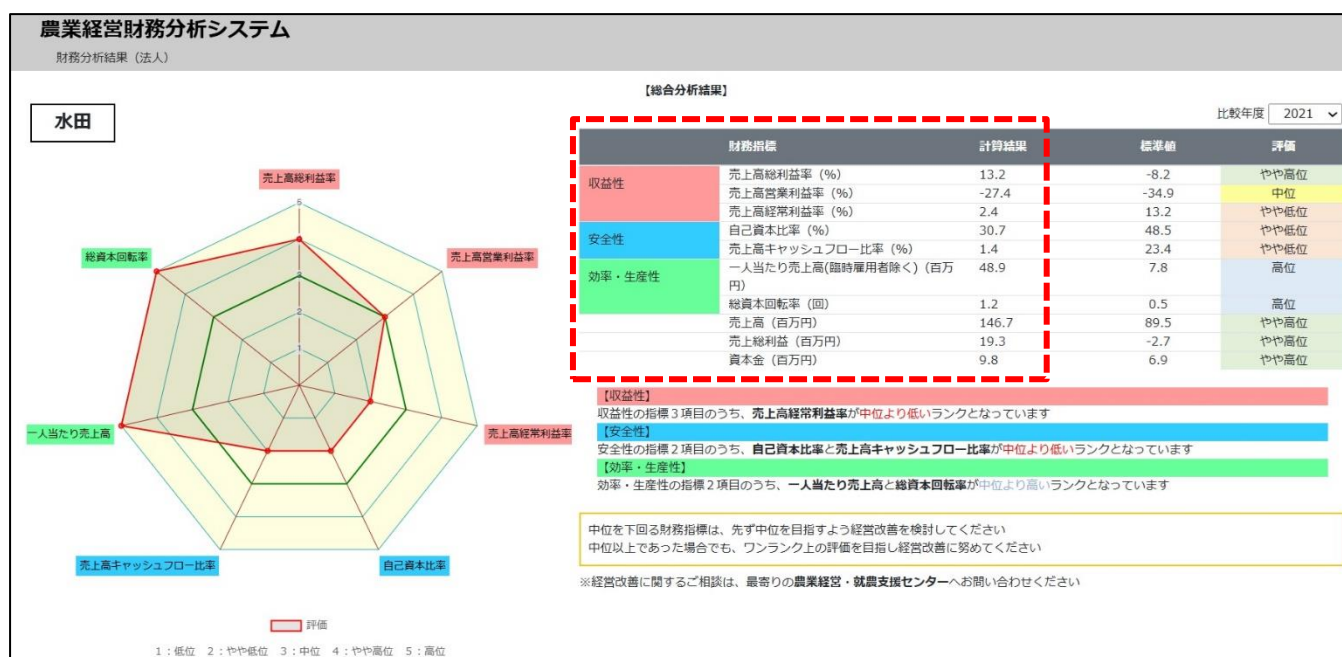 農業経営財務分析システム
財務分析結果（法人）
【総合分析結果】
水田
比較年度 2021
財務指標 計算結果 標準値 評価
収益性 売上高総利益率（%） 13.2 -8.2 やや高位
売上高営業利益率（%） -27.4 -34.9 中位
売上高経常利益率（%） 2.4 13.2 やや低位
安全性 自己資本比率（%） 30.7 48.5 やや低位
売上高キャッシュフロー比率（%） 1.4 23.4 やや低位
効率・生産性 一人当たり売上高(臨時雇用者除く)（百万円） 48.9 7.8 高位
総資本回転率（回） 1.2 0.5 高位
売上高（百万円） 146.7 89.5 やや高位
売上総利益（百万円） 19.3 -2.7 やや高位
資本金（百万円） 9.8 6.9 やや高位
売上高総利益率
総資本回転率
売上高営業利益率
一人当たり売上高
売上高経常利益率
売上高キャッシュフロー比率
自己資本比率
5
3
2
1
評価
1：低位 2：やや低位 3：中位 4：やや高位 5：高位
【収益性】
収益性の指標３項目のうち、売上高経常利益率が中位より低いランクとなっています
【安全性】
安全性の指標２項目のうち、自己資本比率と売上高キャッシュフロー比率が中位より低いランクとなっています
【効率・生産性】
効率・生産性の指標２項目のうち、一人当たり売上高と総資本回転率が中位より高いランクとなっています
中位を下回る財務指標は、先ず中位を目指すよう経営改善を検討してください
中位以上であった場合でも、ワンランク上の評価を目指し経営改善に努めてください
※経営改善に関するご相談は、最寄りの農業経営・就農支援センターへお問い合わせください